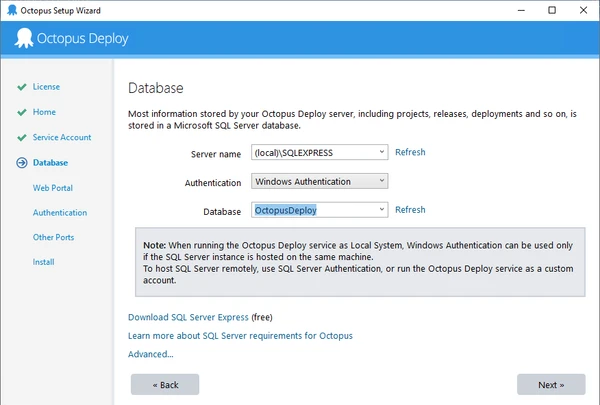 Octopus Setup Wizard
Octopus Deploy
License
Home
Service Account
Database
Web Portal
Authentication
Other Ports
Install
Database
Most information stored by your Octopus Deploy server, including projects, releases, deployments and so on, is
stored in a Microsoft SQL Server database.
Server name (local)\SQLEXPRESS Refresh
Authentication Windows Authentication
Database OctopusDeploy Refresh
Note: When running the Octopus Deploy service as Local System, Windows Authentication can be used only
if the SQL Server instance is hosted on the same machine.
To host SQL Server remotely, use SQL Server Authentication, or run the Octopus Deploy service as a custom
account.
Download SQL Server Express (free)
Learn more about SQL Server requirements for Octopus
Advanced...
« Back
Next »